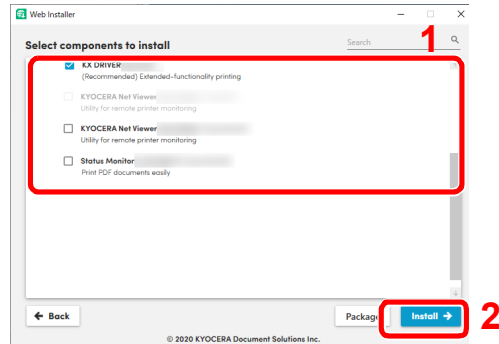 Web Installer
Select components to install
Search
1
KX DRIVER
(Recommended) Extended-functionality printing
KYOCERA Net Viewer
Utility for remote printer monitoring
KYOCERA Net Viewer
Utility for remote printer monitoring
Status Monitor
Print PDF documents easily
← Back
Package
Install →
2
© 2020 KYOCERA Document Solutions Inc.